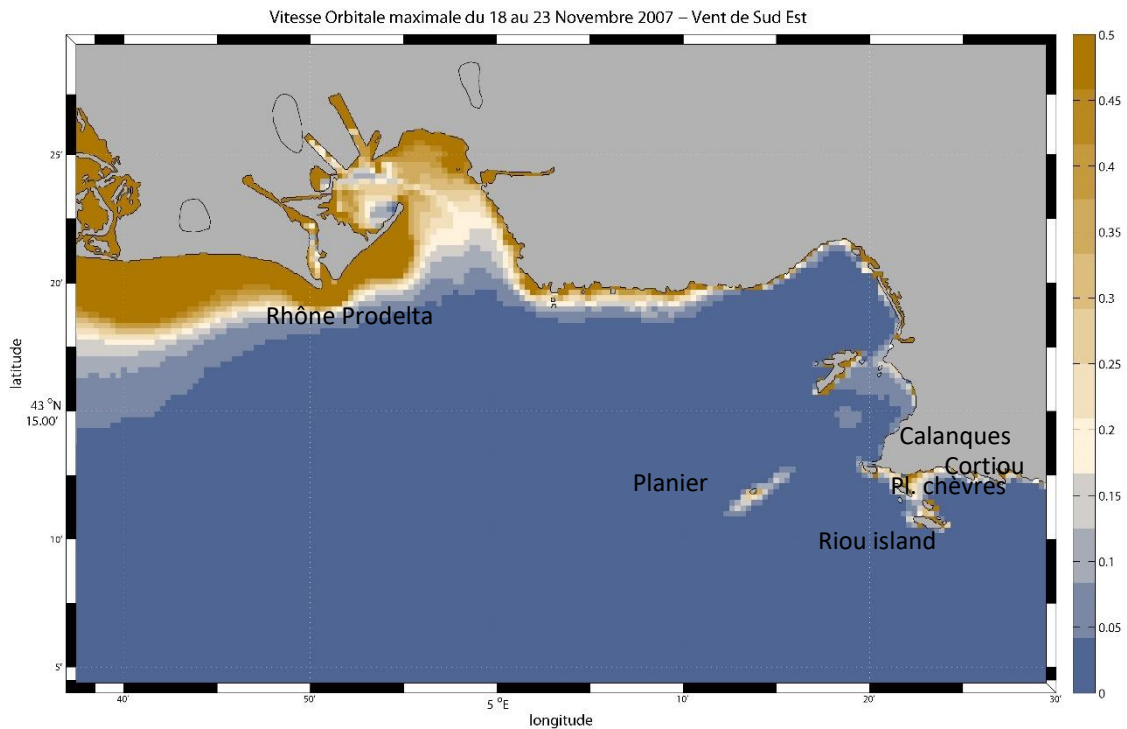 Vitesse Orbitale maximale du 18 au 23 Novembre 2007 – Vent de Sud Est
0.5
0.45
25'
0.4
0.35
20'
Rhône Prodelta
0.3
latitude
0.25
43 °N
15.00'
Calanques
0.2
Cortiou
Planier
Pl. chèvres
0.15
10'
Riou island
0.1
0.05
5'
0
40'
50'
5 °E
10'
20'
30'
longitude